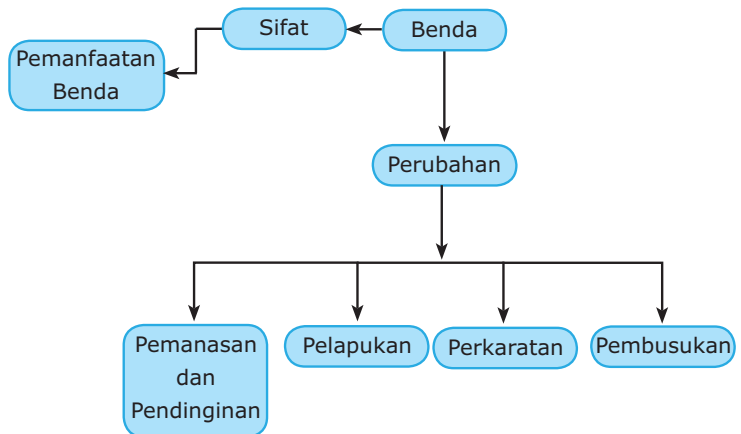 Sifat
Benda
Pemanfaatan
Benda
Perubahan
Pemanasan
dan
Pendinginan
Pelapukan
Perkaratan
Pembusukan